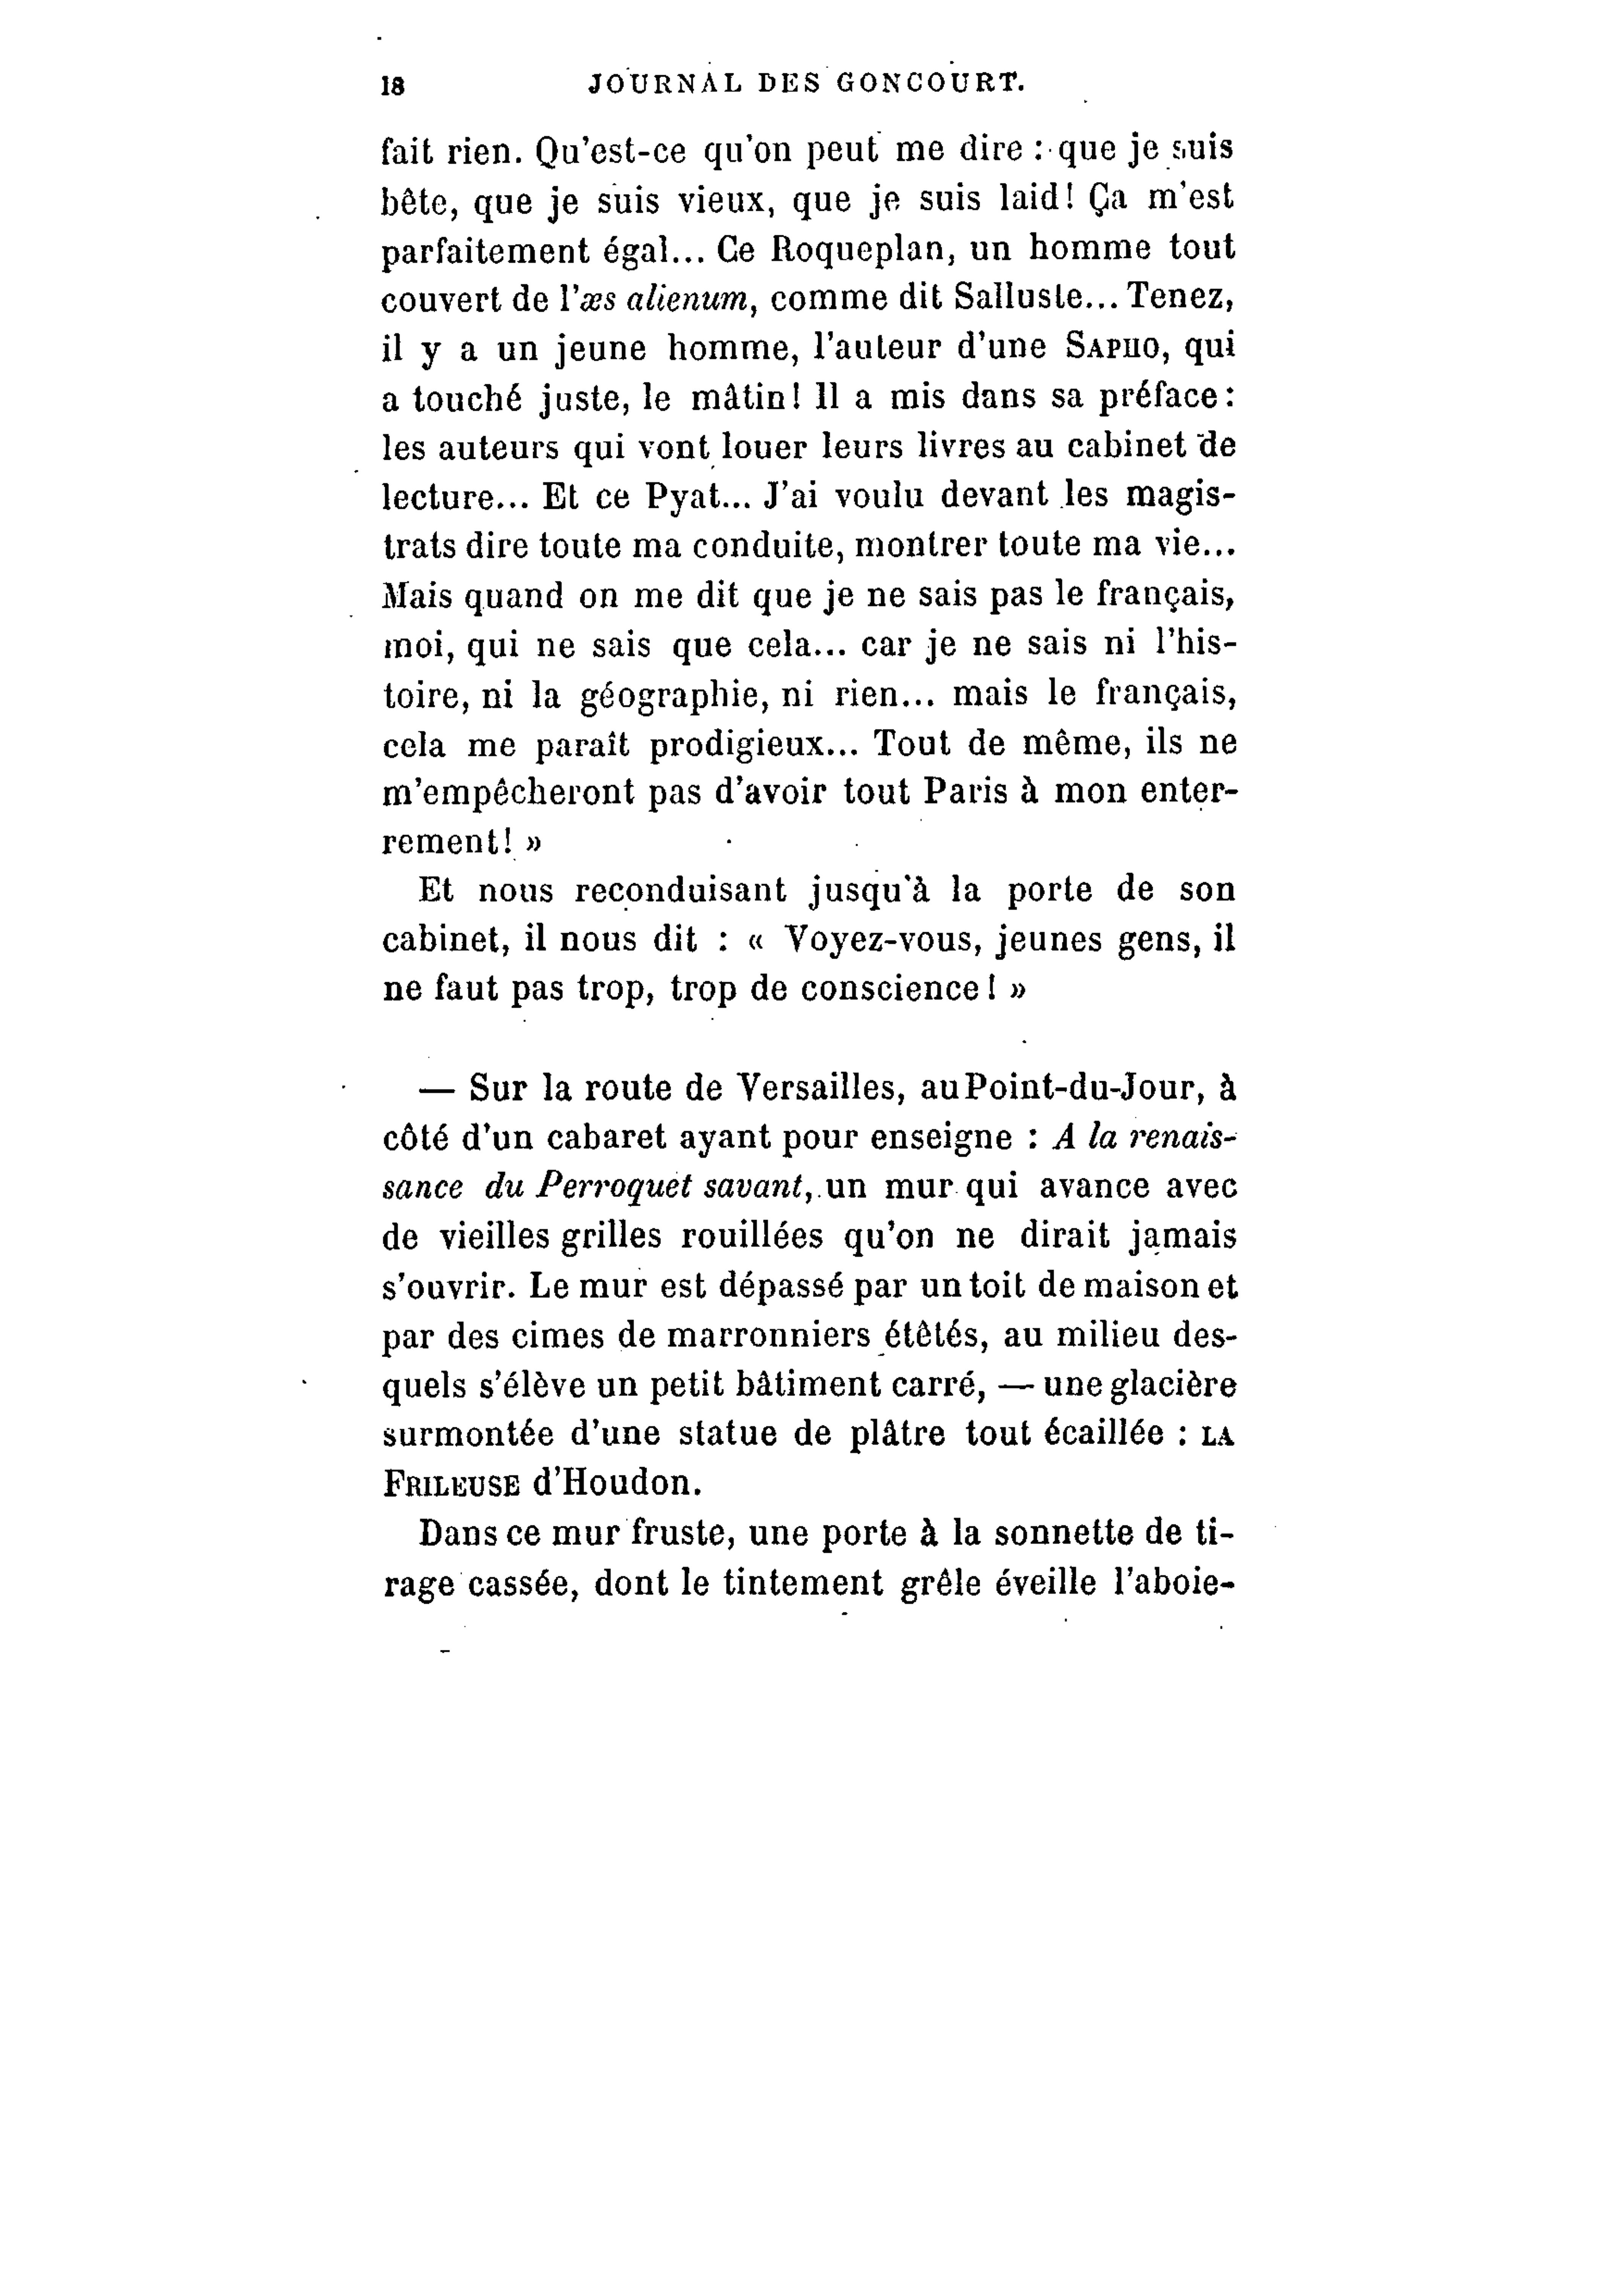 18 JOURNAL DES GONCOURT.
fait rien. Qu'est-ce qu'on peut me dire : que je suis
bête, que je suis vieux, que je suis laid! Ça m'est
parfaitement égal... Ce Roqueplan, un homme tout
couvert de l'æs alienum, comme dit Salluste... Tenez,
il y a un jeune homme, l'auteur d'une SAPHO, qui
a touché juste, le mâtin! Il a mis dans sa préface:
les auteurs qui vont louer leurs livres au cabinet de
lecture... Et ce Pyat... J'ai voulu devant les magis-
trats dire toute ma conduite, montrer toute ma vie...
Mais quand on me dit que je ne sais pas le français,
moi, qui ne sais que cela... car je ne sais ni l'his-
toire, ni la géographie, ni rien... mais le français,
cela me paraît prodigieux... Tout de même, ils ne
m'empêcheront pas d'avoir tout Paris à mon enter-
rement! »
Et nous reconduisant jusqu'à la porte de son
cabinet, il nous dit : « Voyez-vous, jeunes gens, il
ne faut pas trop, trop de conscience! »
— Sur la route de Versailles, au Point-du-Jour, à
côté d'un cabaret ayant pour enseigne : A la renais-
sance du Perroquet savant, un mur qui avance avec
de vieilles grilles rouillées qu'on ne dirait jamais
s'ouvrir. Le mur est dépassé par un toit de maison et
par des cimes de marronniers étêtés, au milieu des-
quels s'élève un petit bâtiment carré, — une glacière
surmontée d'une statue de plâtre tout écaillée : LA
FRILEUSE d'Houdon.
Dans ce mur fruste, une porte à la sonnette de ti-
rage cassée, dont le tintement grêle éveille l'aboie-